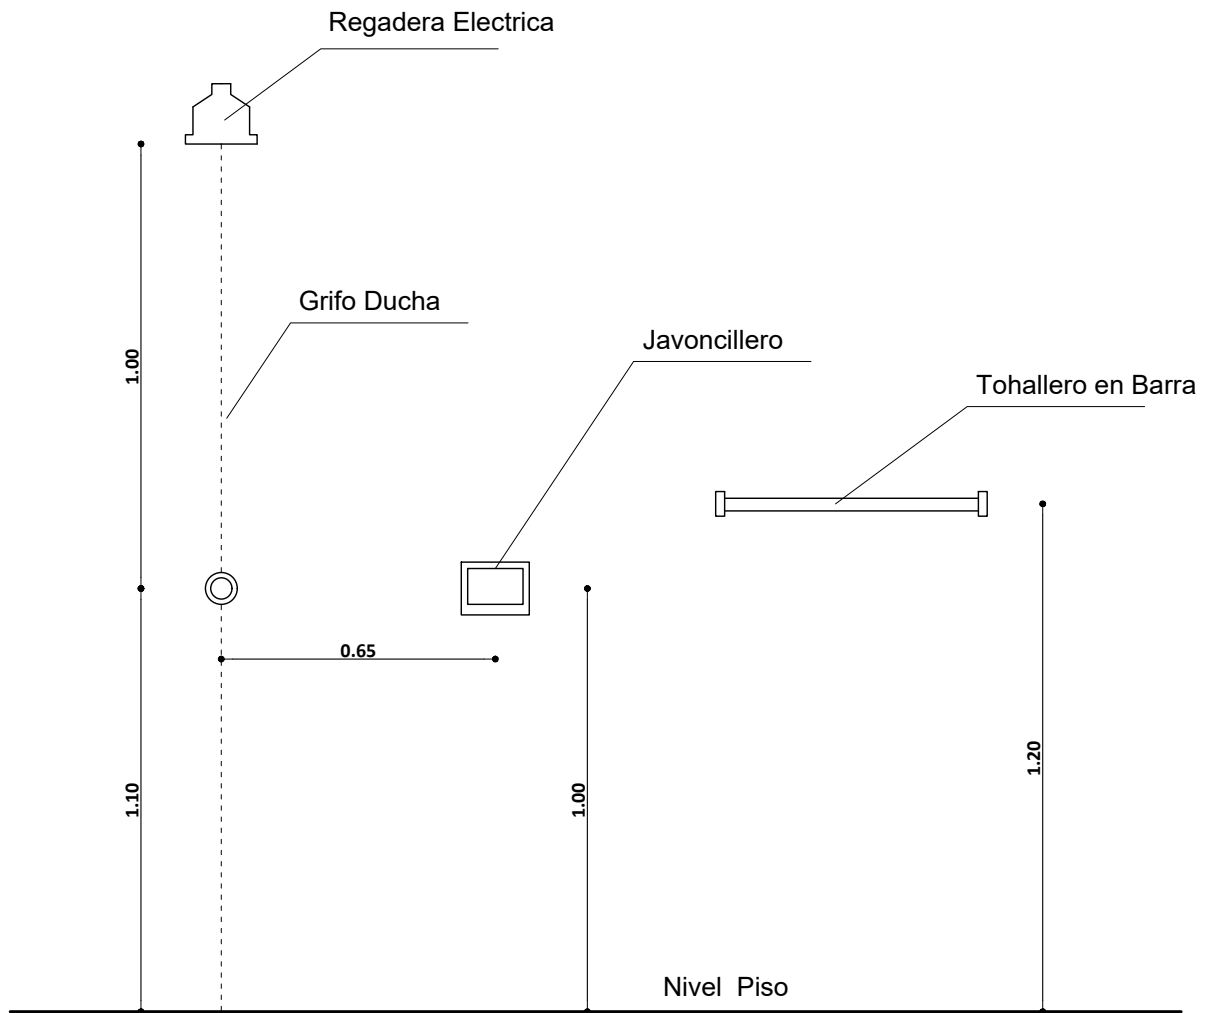 Regadera Electrica
Grifo Ducha
Javoncillero
Tohallero en Barra
1.00
0.65
1.10
1.00
1.20
Nivel Piso